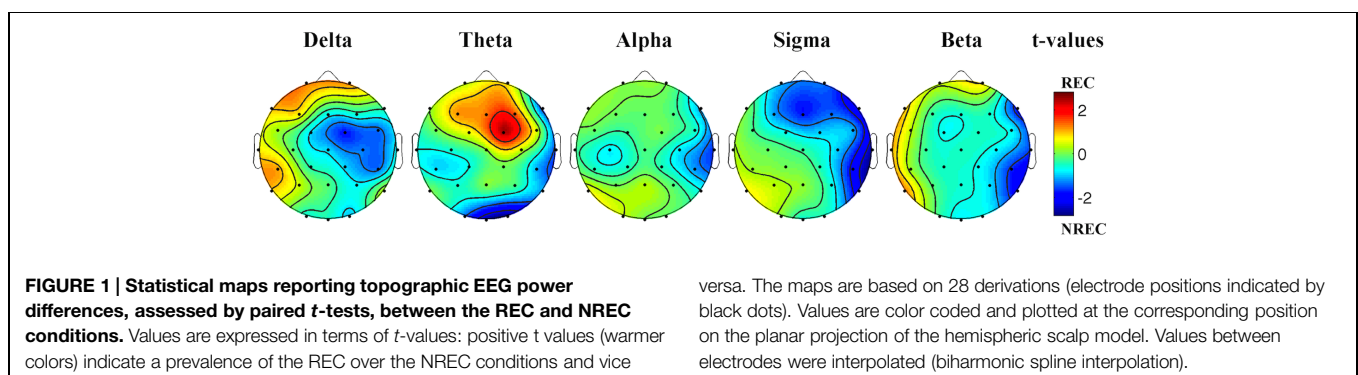 Delta Theta Alpha Sigma Beta t-values
REC
2
0
-2
NREC
FIGURE 1 | Statistical maps reporting topographic EEG power
differences, assessed by paired t-tests, between the REC and NREC
conditions. Values are expressed in terms of t-values: positive t values (warmer
colors) indicate a prevalence of the REC over the NREC conditions and vice
versa. The maps are based on 28 derivations (electrode positions indicated by
black dots). Values are color coded and plotted at the corresponding position
on the planar projection of the hemispheric scalp model. Values between
electrodes were interpolated (biharmonic spline interpolation).